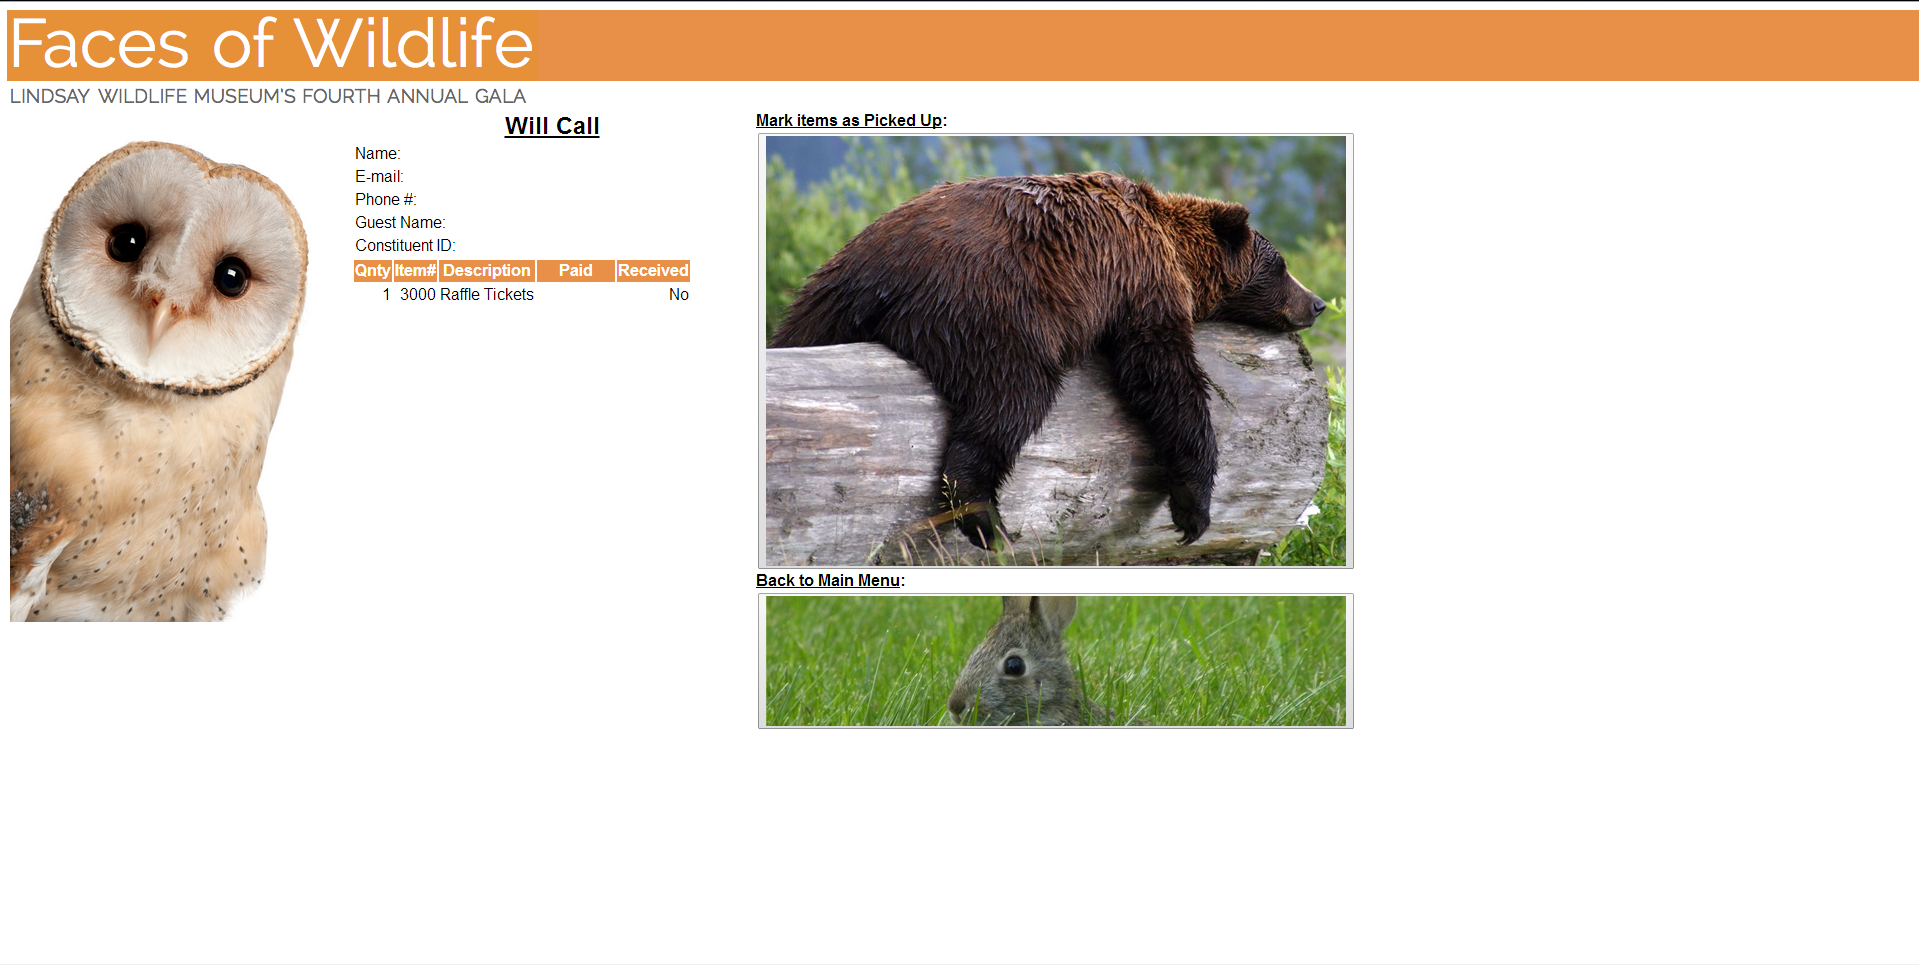 Faces of Wildlife
LINDSAY WILDLIFE MUSEUM'S FOURTH ANNUAL GALA
Will Call
Name:
E-mail:
Phone #:
Guest Name:
Constituent ID:
Qnty Item# Description Paid Received
1 3000 Raffle Tickets No
Mark items as Picked Up:
Back to Main Menu: